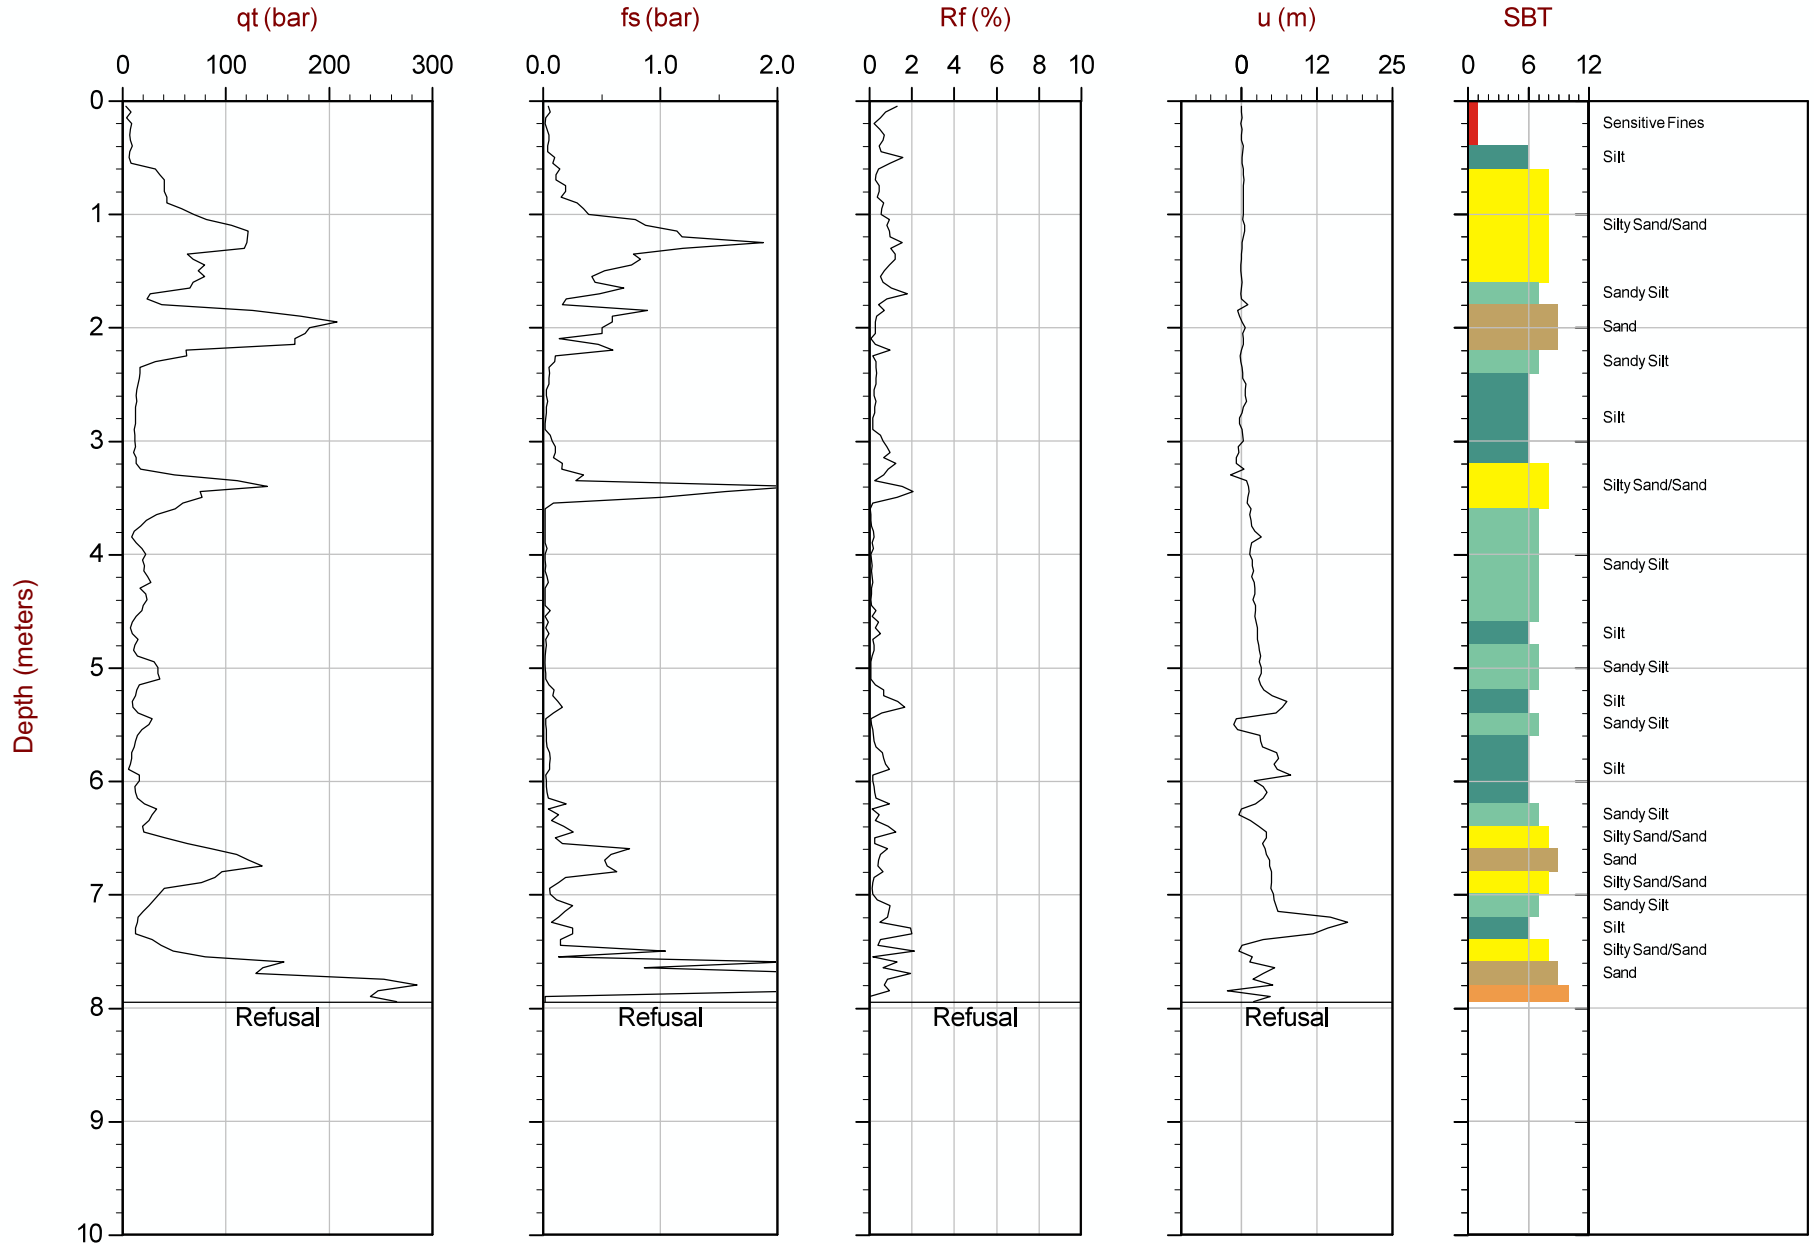 qt (bar) fs (bar) Rf (%) u (m) SBT
0 100 200 300 0.0 1.0 2.0 0 2 4 6 8 10 0 12 25 0 6 12
0
Sensitive Fines
Silt
1
Silty Sand/Sand
Sandy Silt
2
Sand
Sandy Silt
Silt
3
Silty Sand/Sand
4
Sandy Silt
Silt
5
Sandy Silt
Silt
Sandy Silt
Silt
6
Sandy Silt
Silty Sand/Sand
Sand
Silty Sand/Sand
7
Sandy Silt
Silt
Silty Sand/Sand
Sand
8
Refusal Refusal Refusal Refusal
9
10
Depth (meters)